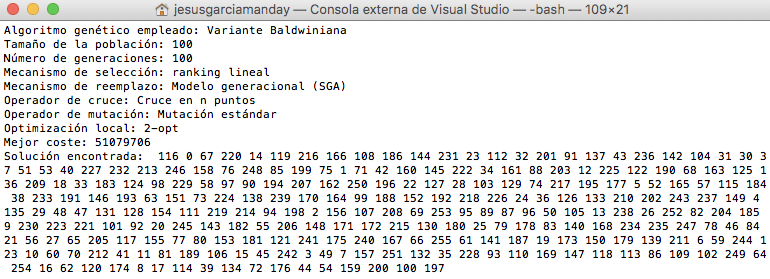 jesusgarciamanday — Consola externa de Visual Studio — -bash — 109×21
Algoritmo genético empleado: Variante Baldwiniana
Tamaño de la población: 100
Número de generaciones: 100
Mecanismo de selección: ranking lineal
Mecanismo de reemplazo: Modelo generacional (SGA)
Operador de cruce: Cruce en n puntos
Operador de mutación: Mutación estándar
Optimización local: 2-opt
Mejor coste: 51079706
Solución encontrada:  116 0 67 220 14 119 216 166 108 186 144 231 23 112 32 201 91 137 43 236 142 104 31 30 3
7 51 53 40 227 232 213 246 158 76 248 85 199 75 1 71 42 160 145 222 34 161 88 203 12 225 122 190 68 163 125 1
36 209 18 33 183 124 98 229 58 97 90 194 207 162 250 196 22 127 28 103 129 74 217 195 177 5 52 165 57 115 184
 38 233 191 146 193 63 151 73 224 138 239 170 164 99 188 152 192 218 226 24 36 126 133 210 202 243 237 149 4
135 29 48 47 131 128 154 111 219 214 94 198 2 156 107 208 69 253 95 89 87 96 50 105 13 238 26 252 82 204 185
9 230 223 221 101 92 20 245 143 182 55 206 148 171 172 215 130 180 25 79 178 83 140 168 234 235 247 78 46 84
21 56 27 65 205 117 155 77 80 153 181 121 241 175 240 167 66 255 61 141 187 19 173 150 179 139 211 6 59 244 1
23 10 60 70 212 41 11 81 189 106 15 45 242 3 49 7 157 251 132 35 228 93 110 169 147 118 113 86 109 102 249 64
 254 16 62 120 174 8 17 114 39 134 72 176 44 54 159 200 100 197